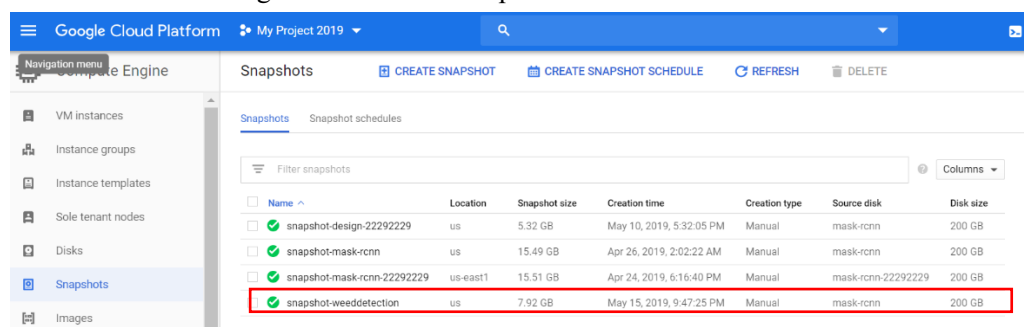 Google Cloud Platform My Project 2019
Navigation menu Compute Engine Snapshots CREATE SNAPSHOT CREATE SNAPSHOT SCHEDULE REFRESH DELETE
VM instances
Snapshots Snapshot schedules
Instance groups
Filter snapshots Columns
Instance templates
Name Location Snapshot size Creation time Creation type Source disk Disk size
Sole tenant nodes
snapshot-design-22292229 us 5.32 GB May 10, 2019, 5:32:05 PM Manual mask-rcnn 200 GB
Disks
snapshot-mask-rcnn us 15.49 GB Apr 26, 2019, 2:02:22 AM Manual mask-rcnn 200 GB
snapshot-mask-rcnn-22292229 us-east1 15.51 GB Apr 24, 2019, 6:16:40 PM Manual mask-rcnn-22292229 200 GB
Snapshots
snapshot-weeddetection us 7.92 GB May 15, 2019, 9:47:25 PM Manual mask-rcnn 200 GB
Images